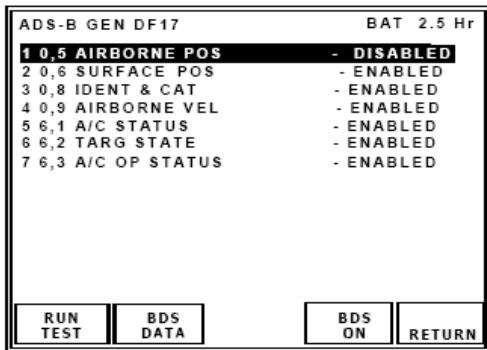 ADS-B GEN DF17 BAT 2.5 Hr
1 0,5 AIRBORNE POS - DISABLED
2 0,6 SURFACE POS - ENABLED
3 0,8 IDENT & CAT - ENABLED
4 0,9 AIRBORNE VEL - ENABLED
5 6,1 A/C STATUS - ENABLED
6 6,2 TARG STATE - ENABLED
7 6,3 A/C OP STATUS - ENABLED
RUN
TEST
BDS
DATA
BDS
ON
RETURN